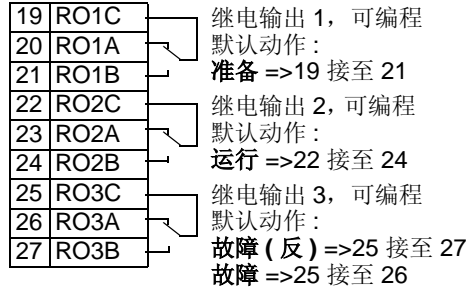 19 RO1C 继电输出 1，可编程
20 RO1A 默认动作 :
21 RO1B 准备 =>19 接至 21
22 RO2C 继电输出 2，可编程
23 RO2A 默认动作 :
24 RO2B 运行 =>22 接至 24
25 RO3C 继电输出 3，可编程
26 RO3A 默认动作 :
27 RO3B 故障 ( 反 ) =>25 接至 27
故障 =>25 接至 26